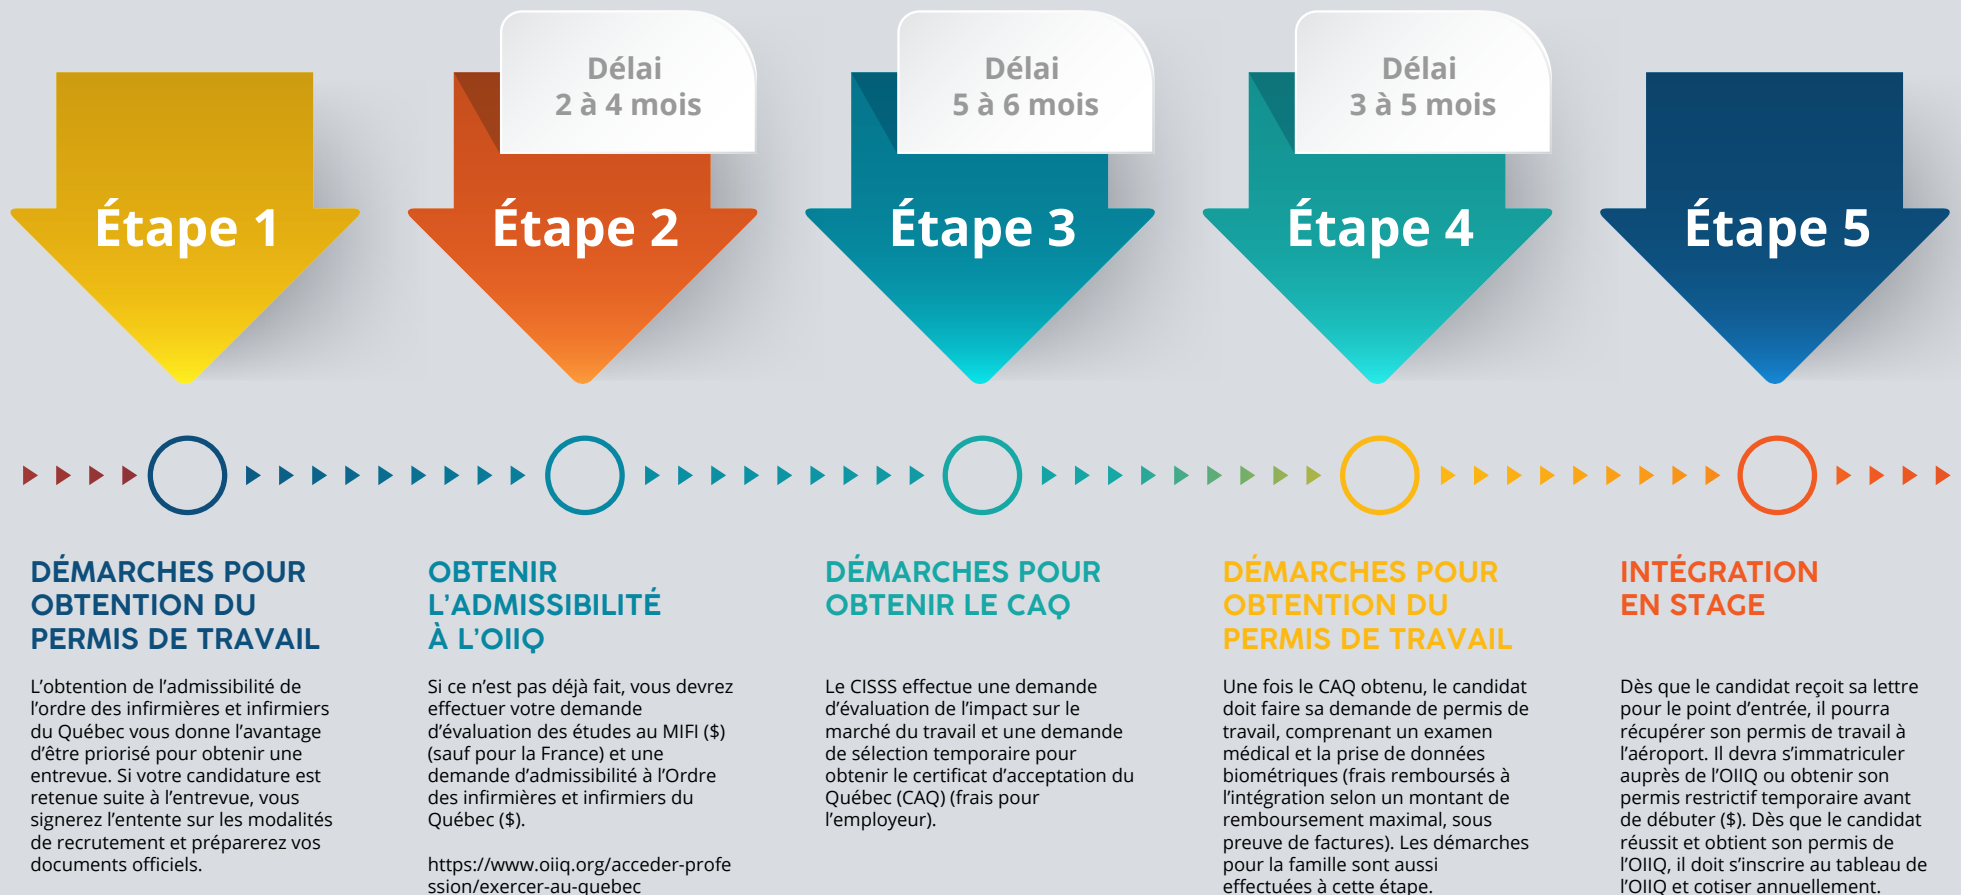 Délai
2 à 4 mois
Délai
5 à 6 mois
Délai
3 à 5 mois
Étape 1
Étape 2
Étape 3
Étape 4
Étape 5
DÉMARCHES POUR
OBTENTION DU
PERMIS DE TRAVAIL
L’obtention de l’admissibilité de
l’ordre des infirmières et infirmiers
du Québec vous donne l’avantage
d’être priorisé pour obtenir une
entrevue. Si votre candidature est
retenue suite à l’entrevue, vous
signerez l’entente sur les modalités
de recrutement et préparerez vos
documents officiels.
OBTENIR
L’ADMISSIBILITÉ
À L’OIIQ
Si ce n’est pas déjà fait, vous devrez
effectuer votre demande
d’évaluation des études au MIFI ($)
(sauf pour la France) et une
demande d’admissibilité à l’Ordre
des infirmières et infirmiers du
Québec ($).
https://www.oiiq.org/acceder-profe
ssion/exercer-au-quebec
DÉMARCHES POUR
OBTENIR LE CAQ
Le CISSS effectue une demande
d’évaluation de l’impact sur le
marché du travail et une demande
de sélection temporaire pour
obtenir le certificat d’acceptation du
Québec (CAQ) (frais pour
l’employeur).
DÉMARCHES POUR
OBTENTION DU
PERMIS DE TRAVAIL
Une fois le CAQ obtenu, le candidat
doit faire sa demande de permis de
travail, comprenant un examen
médical et la prise de données
biométriques (frais remboursés à
l’intégration selon un montant de
remboursement maximal, sous
preuve de factures). Les démarches
pour la famille sont aussi
effectuées à cette étape.
INTÉGRATION
EN STAGE
Dès que le candidat reçoit sa lettre
pour le point d’entrée, il pourra
récupérer son permis de travail à
l’aéroport. Il devra s’immatriculer
auprès de l’OIIQ ou obtenir son
permis restrictif temporaire avant
de débuter ($). Dès que le candidat
réussit et obtient son permis de
l’OIIQ, il doit s’inscrire au tableau de
l’OIIQ et cotiser annuellement.